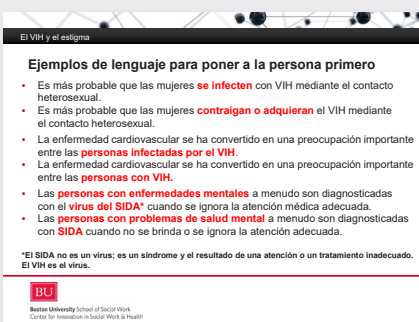 El VIH y el estigma
Ejemplos de lenguaje para poner a la persona primero
▪ Es más probable que las mujeres se infecten con VIH mediante el contacto
heterosexual.
▪ Es más probable que las mujeres contraigan o adquieran el VIH mediante
el contacto heterosexual.
▪ La enfermedad cardiovascular se ha convertido en una preocupación importante
entre las personas infectadas por el VIH.
▪ La enfermedad cardiovascular se ha convertido en una preocupación importante
entre las personas con VIH.
▪ Las personas con enfermedades mentales a menudo son diagnosticadas
con el virus del SIDA* cuando se ignora la atención médica adecuada.
▪ Las personas con problemas de salud mental a menudo son diagnosticadas
con SIDA cuando no se brinda o se ignora la atención adecuada.
*El SIDA no es un virus; es un síndrome y el resultado de una atención o un tratamiento inadecuado.
El VIH es el virus.
BU
Boston University School of Social Work
Center for Innovation in Social Work & Health